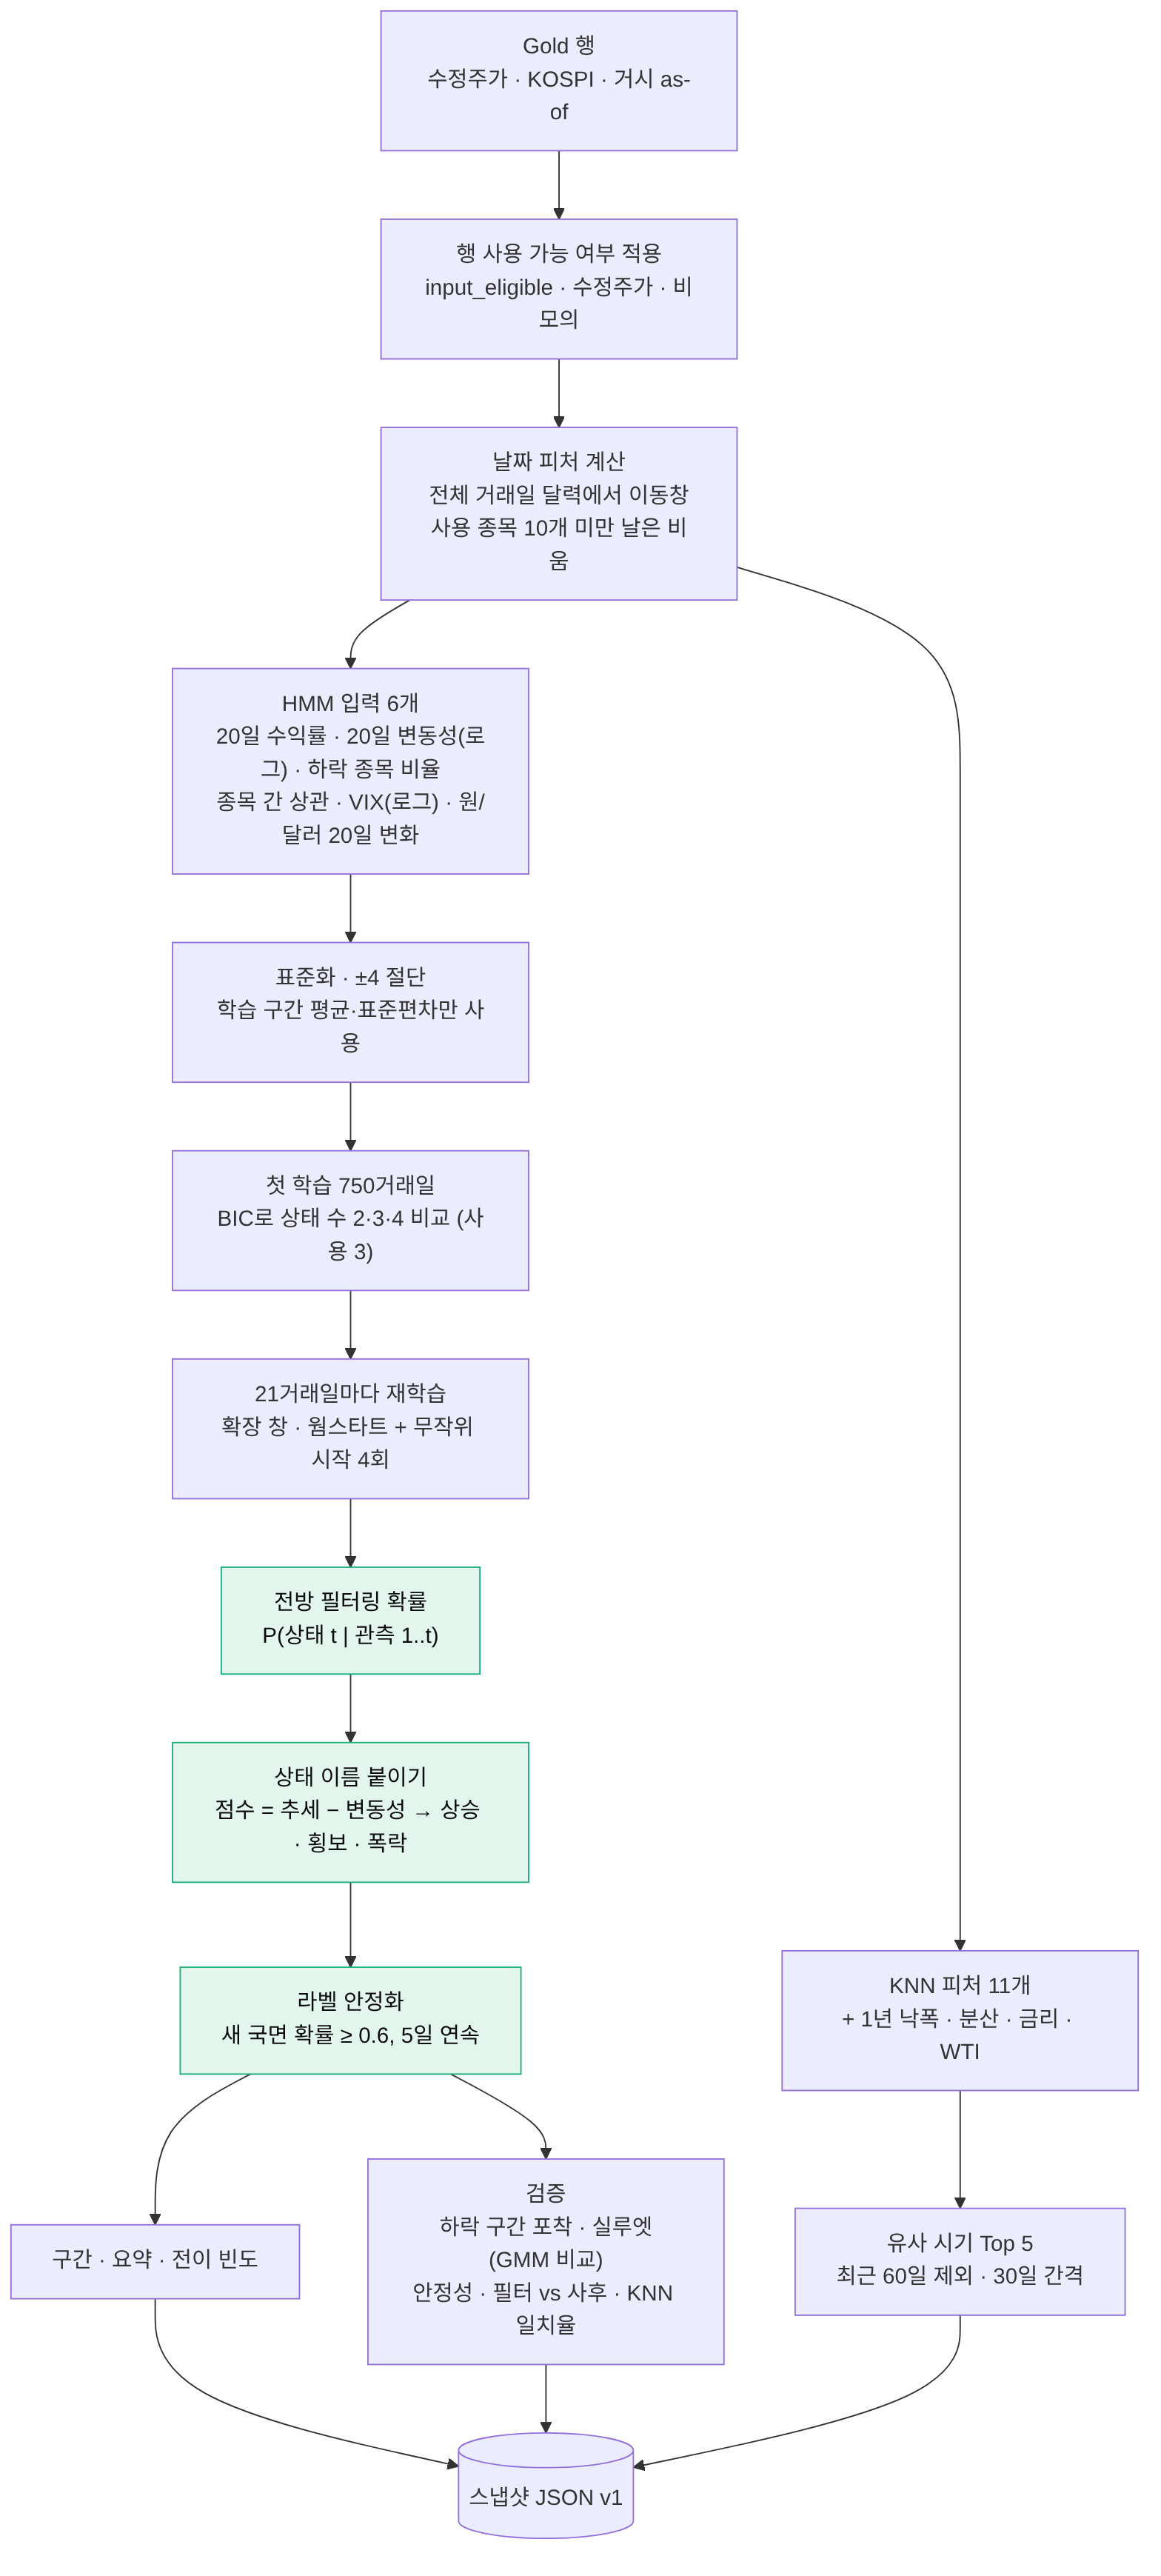 Gold 행
수정주가 · KOSPI · 거시 as-
of
행 사용 가능 여부 적용
input_eligible · 수정주가 · 비
모의
날짜 피처 계산
전체 거래일 달력에서 이동창
사용 종목 10개 미만 날은 비
움
HMM 입력 6개
20일 수익률 · 20일 변동성(로
그) · 하락 종목 비율
종목 간 상관 · VIX(로그) · 원/
달러 20일 변화
표준화 · ±4 절단
학습 구간 평균·표준편차만 사
용
첫 학습 750거래일
BIC로 상태 수 2·3·4 비교 (사
용 3)
21거래일마다 재학습
확장 창 · 웜스타트 + 무작위
시작 4회
전방 필터링 확률
P(상태 t | 관측 1..t)
상태 이름 붙이기
점수 = 추세 − 변동성 → 상승
· 횡보 · 폭락
라벨 안정화
새 국면 확률 ≥ 0.6, 5일 연속
KNN 피처 11개
+ 1년 낙폭 · 분산 · 금리 ·
WTI
구간 · 요약 · 전이 빈도
검증
하락 구간 포착 · 실루엣
(GMM 비교)
안정성 · 필터 vs 사후 · KNN
일치율
유사 시기 Top 5
최근 60일 제외 · 30일 간격
스냅샷 JSON v1